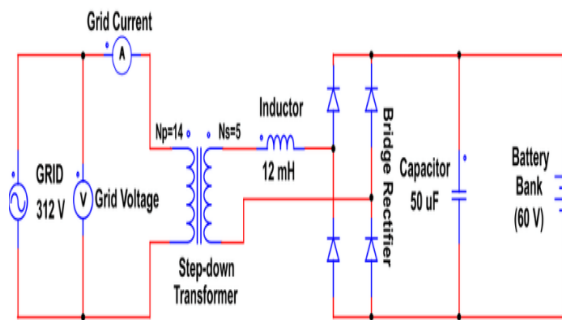 Grid Current
A
Np=14
Ns=5
Inductor
12 mH
GRID
312 V
V
Grid Voltage
Step-down
Transformer
Bridge Rectifier
Capacitor
50 uF
Battery
Bank
(60 V)